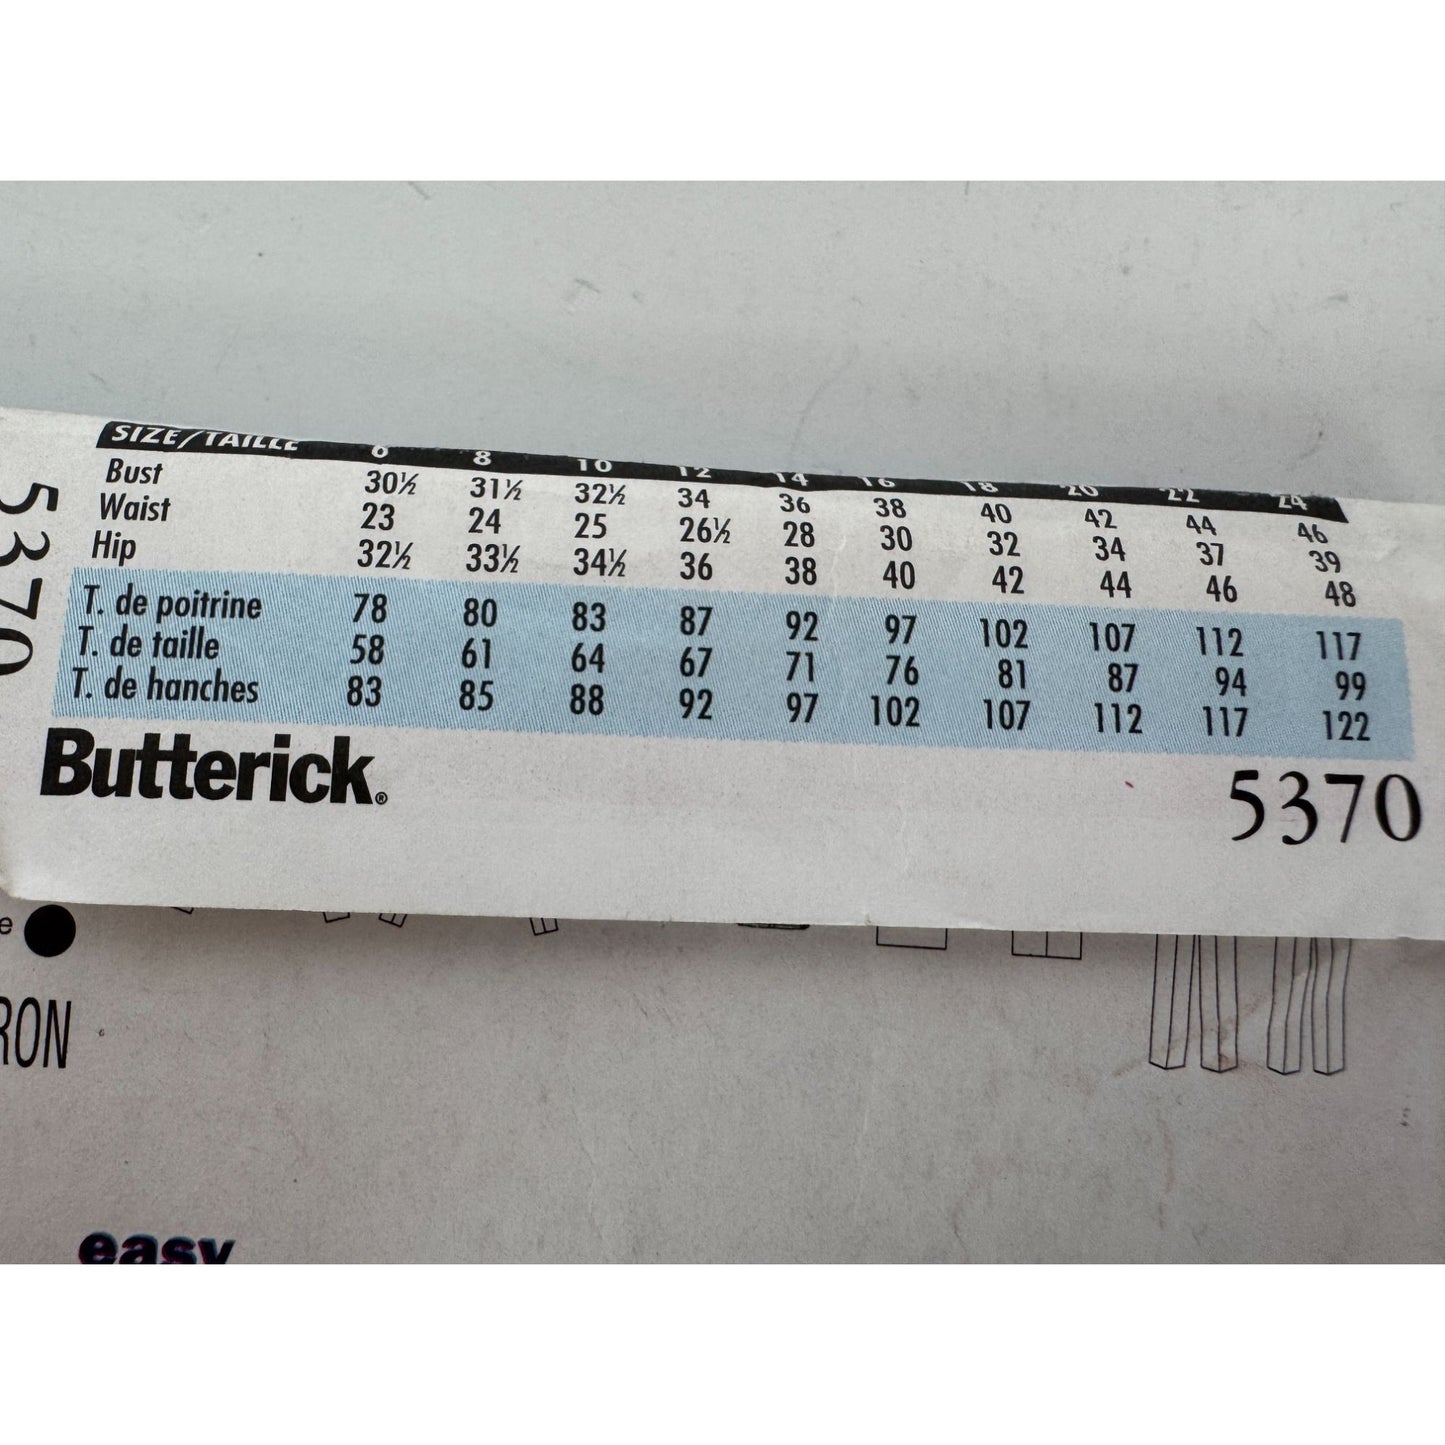 SIZE/TAILLE 6 8 10 12 14 16 18 20 22 24
Bust 30½ 31½ 32½ 34 36 38 40 42 44 46
Waist 23 24 25 26½ 28 30 32 34 37 39
Hip 32½ 33½ 34½ 36 38 40 42 44 46 48
T. de poitrine 78 80 83 87 92 97 102 107 112 117
T. de taille 58 61 64 67 71 76 81 87 94 99
T. de hanches 83 85 88 92 97 102 107 112 117 122
Butterick®
5370
5370
e
RON
easy